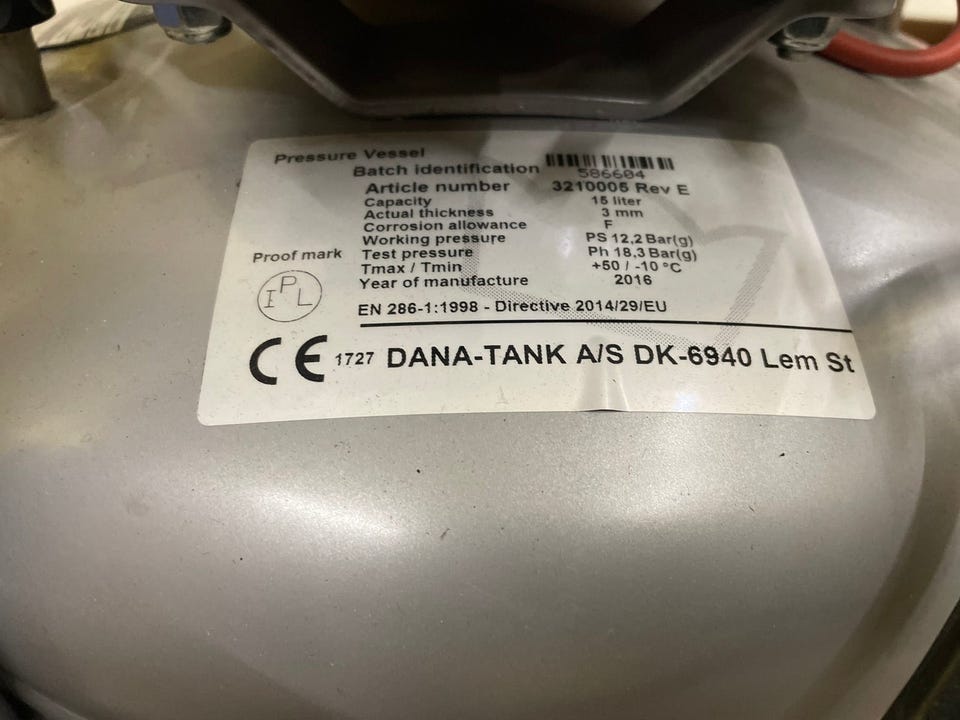 Pressure Vessel
Batch identification 586604
Article number 3210005 Rev E
Capacity 15 liter
Actual thickness 3 mm
Corrosion allowance F
Working pressure PS 12,2 Bar(g)
Test pressure Ph 18,3 Bar(g)
Tmax / Tmin +50 / -10 °C
Year of manufacture 2016
Proof mark
IPL
EN 286-1:1998 - Directive 2014/29/EU
CE 1727 DANA-TANK A/S DK-6940 Lem St